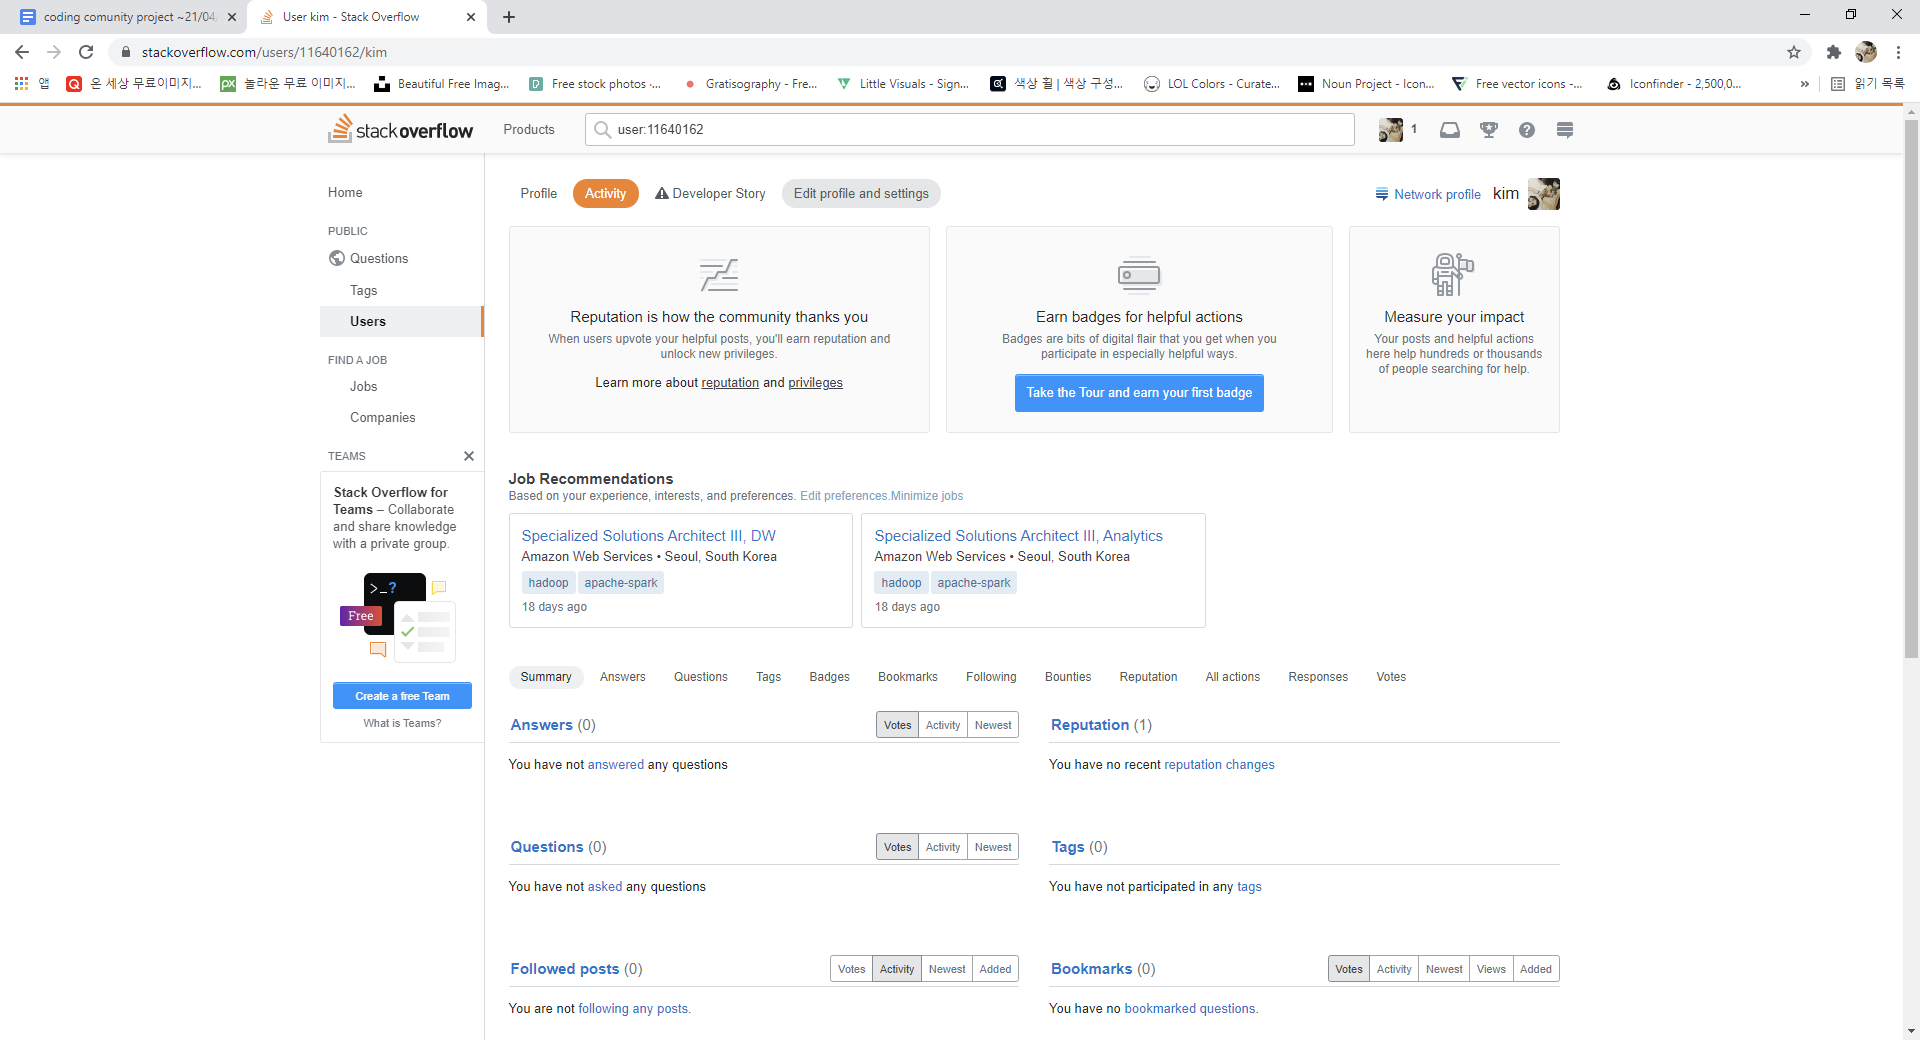 coding comunity project ~21/04
User kim - Stack Overflow
stackoverflow.com/users/11640162/kim
앱
온 세상 무료이미지...
놀라운 무료 이미지...
Beautiful Free Imag...
Free stock photos ·...
Gratisography - Fre...
Little Visuals - Sign...
색상 휠 | 색상 구성...
LOL Colors - Curate...
Noun Project - Icon...
Free vector icons -...
Iconfinder - 2,500,0...
»
읽기 목록
stackoverflow
Products
user:11640162
1
Home
PUBLIC
Questions
Tags
Users
FIND A JOB
Jobs
Companies
TEAMS
Stack Overflow for
Teams – Collaborate
and share knowledge
with a private group.
>_?
Free
Create a free Team
What is Teams?
Profile
Activity
Developer Story
Edit profile and settings
Network profile
kim
Reputation is how the community thanks you
When users upvote your helpful posts, you'll earn reputation and
unlock new privileges.
Learn more about reputation and privileges
Earn badges for helpful actions
Badges are bits of digital flair that you get when you
participate in especially helpful ways.
Take the Tour and earn your first badge
Measure your impact
Your posts and helpful actions
here help hundreds or thousands
of people searching for help.
Job Recommendations
Based on your experience, interests, and preferences. Edit preferences.Minimize jobs
Specialized Solutions Architect III, DW
Amazon Web Services • Seoul, South Korea
hadoop apache-spark
18 days ago
Specialized Solutions Architect III, Analytics
Amazon Web Services • Seoul, South Korea
hadoop apache-spark
18 days ago
Summary Answers Questions Tags Badges Bookmarks Following Bounties Reputation All actions Responses Votes
Answers (0)
Votes Activity Newest
You have not answered any questions
Reputation (1)
You have no recent reputation changes
Questions (0)
Votes Activity Newest
You have not asked any questions
Tags (0)
You have not participated in any tags
Followed posts (0)
Votes Activity Newest Added
You are not following any posts.
Bookmarks (0)
Votes Activity Newest Views Added
You have no bookmarked questions.